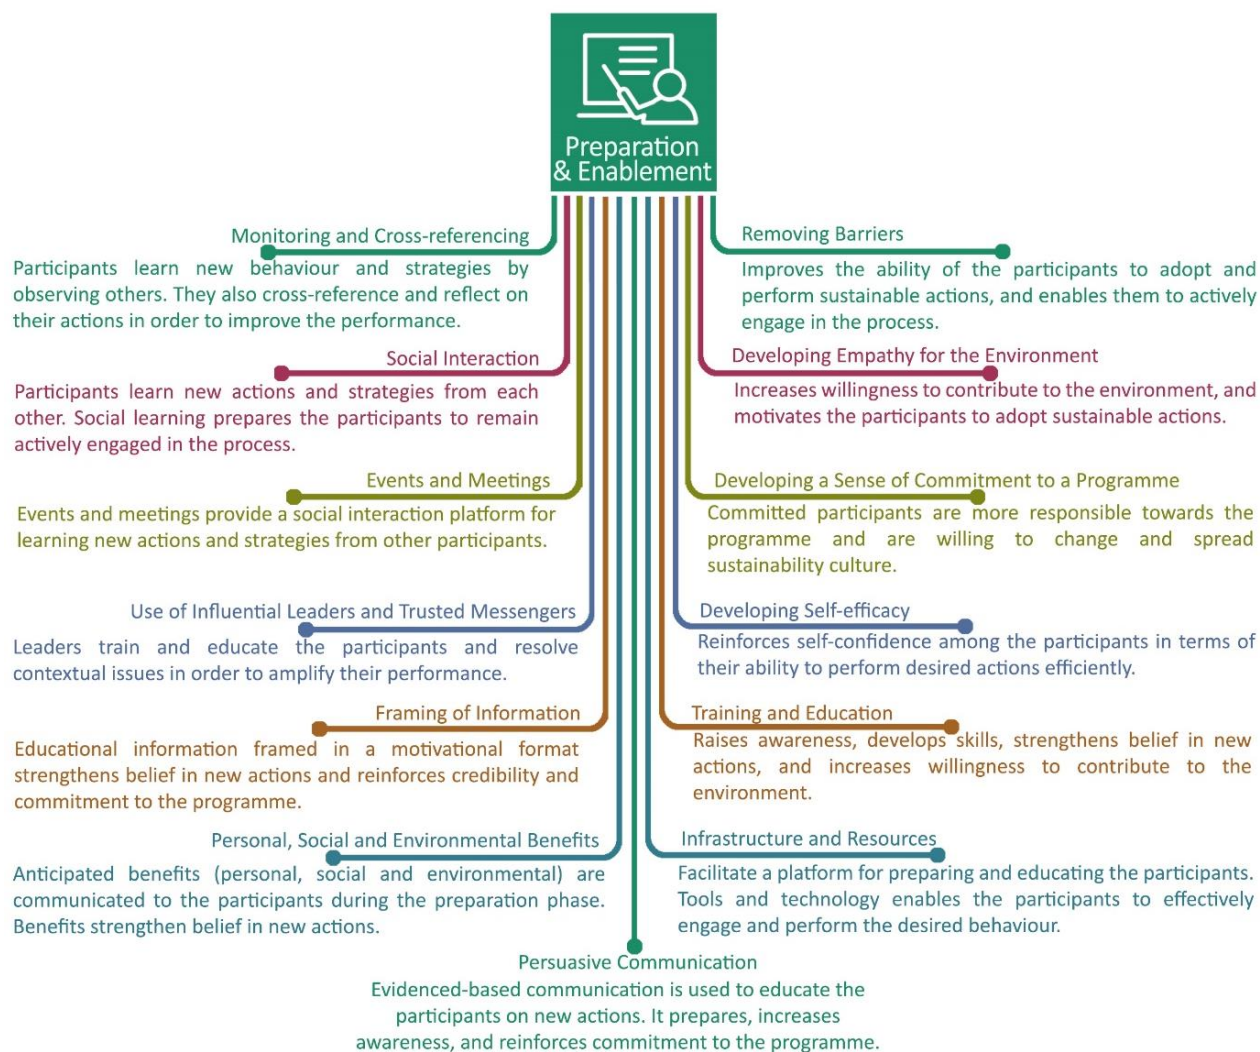 Preparation
& Enablement
Monitoring and Cross-referencing
Participants learn new behaviour and strategies by
observing others. They also cross-reference and reflect on
their actions in order to improve the performance.
Social Interaction
Participants learn new actions and strategies from each
other. Social learning prepares the participants to remain
actively engaged in the process.
Events and Meetings
Events and meetings provide a social interaction platform for
learning new actions and strategies from other participants.
Use of Influential Leaders and Trusted Messengers
Leaders train and educate the participants and resolve
contextual issues in order to amplify their performance.
Framing of Information
Educational information framed in a motivational format
strengthens belief in new actions and reinforces credibility and
commitment to the programme.
Personal, Social and Environmental Benefits
Anticipated benefits (personal, social and environmental) are
communicated to the participants during the preparation phase.
Benefits strengthen belief in new actions.
Removing Barriers
Improves the ability of the participants to adopt and
perform sustainable actions, and enables them to actively
engage in the process.
Developing Empathy for the Environment
Increases willingness to contribute to the environment, and
motivates the participants to adopt sustainable actions.
Developing a Sense of Commitment to a Programme
Committed participants are more responsible towards the
programme and are willing to change and spread
sustainability culture.
Developing Self-efficacy
Reinforces self-confidence among the participants in terms of
their ability to perform desired actions efficiently.
Training and Education
Raises awareness, develops skills, strengthens belief in new
actions, and increases willingness to contribute to the
environment.
Infrastructure and Resources
Facilitate a platform for preparing and educating the participants.
Tools and technology enables the participants to effectively
engage and perform the desired behaviour.
Persuasive Communication
Evidenced-based communication is used to educate the
participants on new actions. It prepares, increases
awareness, and reinforces commitment to the programme.